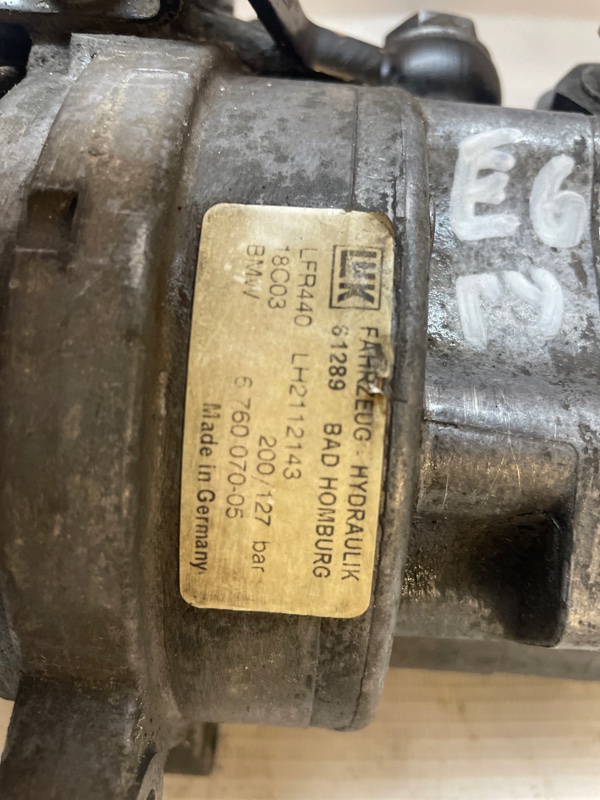 LUK FAHRZEUG - HYDRAULIK
61289 BAD HOMBURG
LFR440 LH2112143
18C03 200/127 bar
BMW 6 760 070-05
Made in Germany
E6